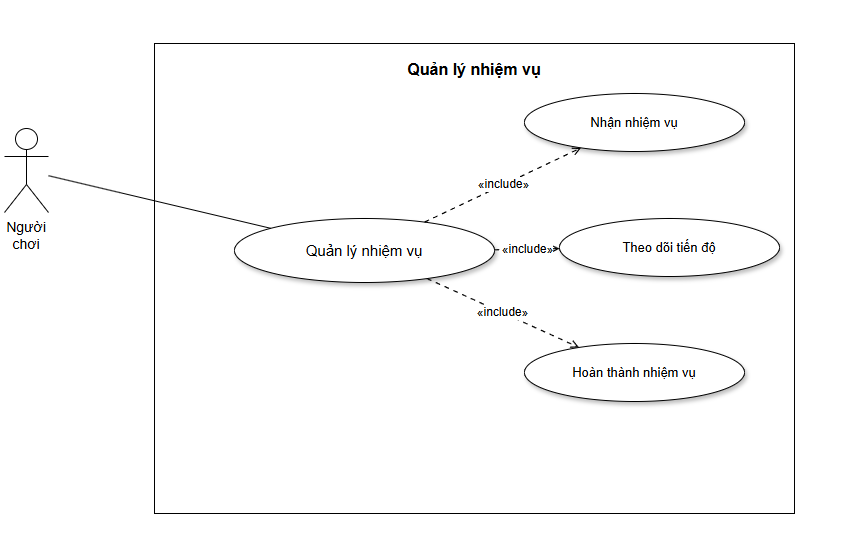 Quản lý nhiệm vụ
Nhận nhiệm vụ
«include»
Người
chơi
Quản lý nhiệm vụ
«include»
Theo dõi tiến độ
«include»
Hoàn thành nhiệm vụ